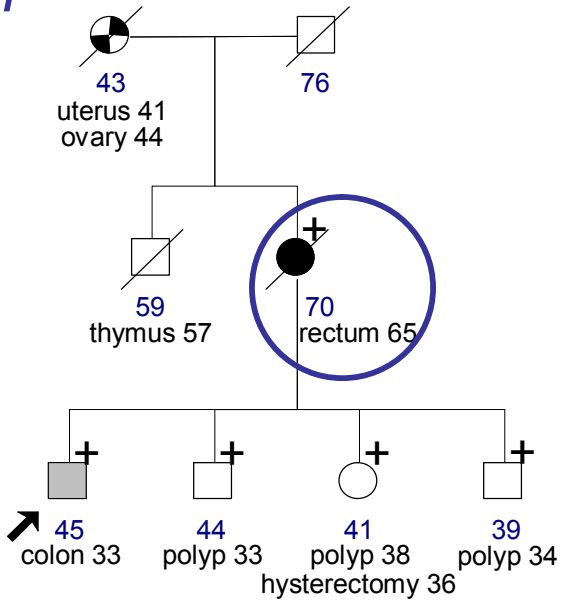 43
76
uterus 41
ovary 44
+
59
70
thymus 57
rectum 65
+
+
+
+
45
44
41
39
colon 33
polyp 33
polyp 38
polyp 34
hysterectomy 36